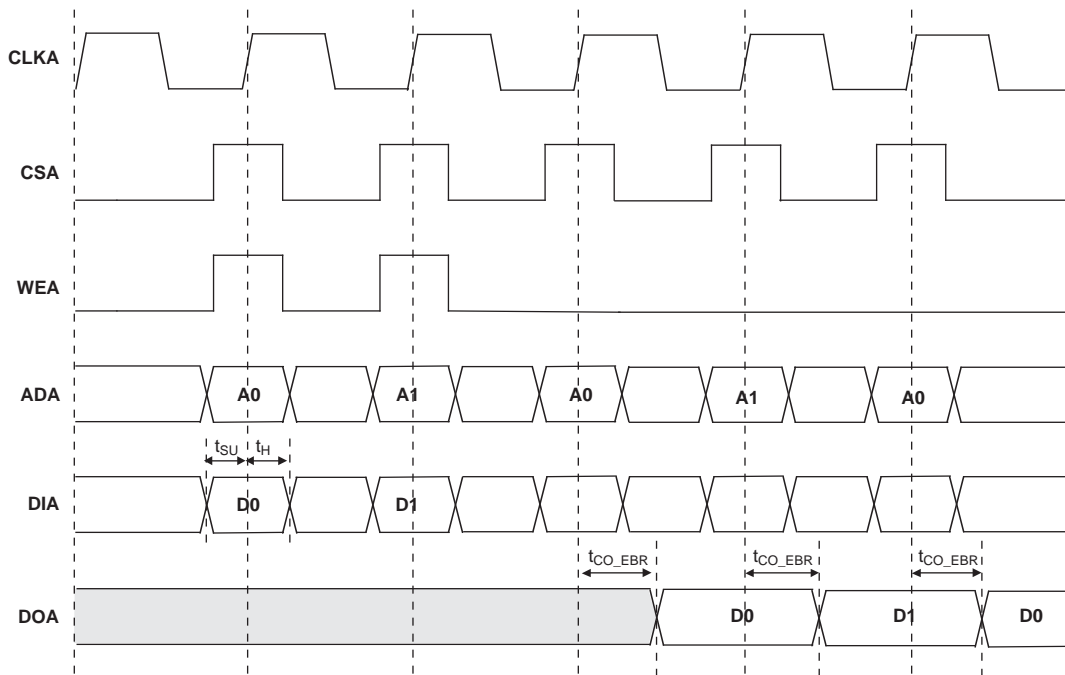 CLKA
CSA
WEA
ADA A0 A1 A0 A1 A0
tSU tH
DIA D0 D1
tCO_EBR tCO_EBR tCO_EBR
DOA D0 D1 D0